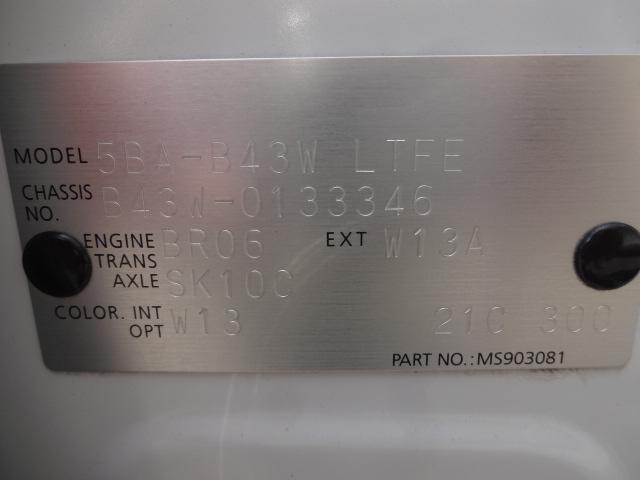 MODEL 5BA-B43W LTFE
CHASSIS NO. B43W-0133346
ENGINE BR06 EXT W13A
TRANS AXLE SK10C
COLOR. INT W13 21C 300
OPT
PART NO.:MS903081